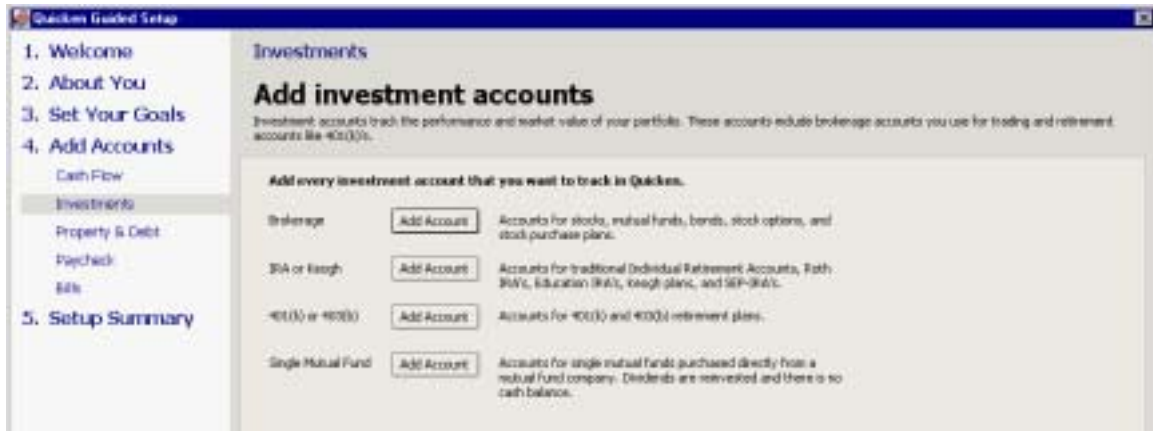 Quicken Guided Setup
1. Welcome
2. About You
3. Set Your Goals
4. Add Accounts
Cash Flow
Investments
Property & Debt
Paycheck
Bills
5. Setup Summary
Investments
Add investment accounts
Investment accounts track the performance and market value of your portfolio. These accounts include brokerage accounts you use for trading and retirement
accounts like 401(k)'s.
Add every investment account that you want to track in Quicken.
Brokerage
Add Account
Accounts for stocks, mutual funds, bonds, stock options, and
stock purchase plans.
IRA or Keogh
Add Account
Accounts for traditional Individual Retirement Accounts, Roth
IRA's, Education IRA's, Keogh plans, and SEP-IRA's.
401(k) or 403(b)
Add Account
Accounts for 401(k) and 403(b) retirement plans.
Single Mutual Fund
Add Account
Accounts for single mutual funds purchased directly from a
mutual fund company. Dividends are reinvested and there is no
cash balance.